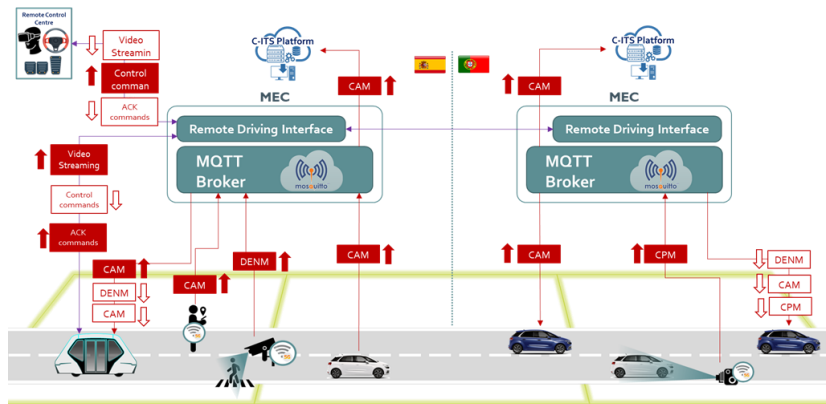 Remote Control
Centre
Video
Streamin
Control
comman
ACK
commands
C-ITS Platform
CAM
MEC
Remote Driving Interface
MQTT
Broker
mosquitto
Video
Streaming
Control
commands
ACK
commands
CAM
DENM
CAM
CAM
DENM
CAM
C-ITS Platform
CAM
MEC
Remote Driving Interface
MQTT
Broker
mosquitto
CAM
CPM
DENM
CAM
CPM